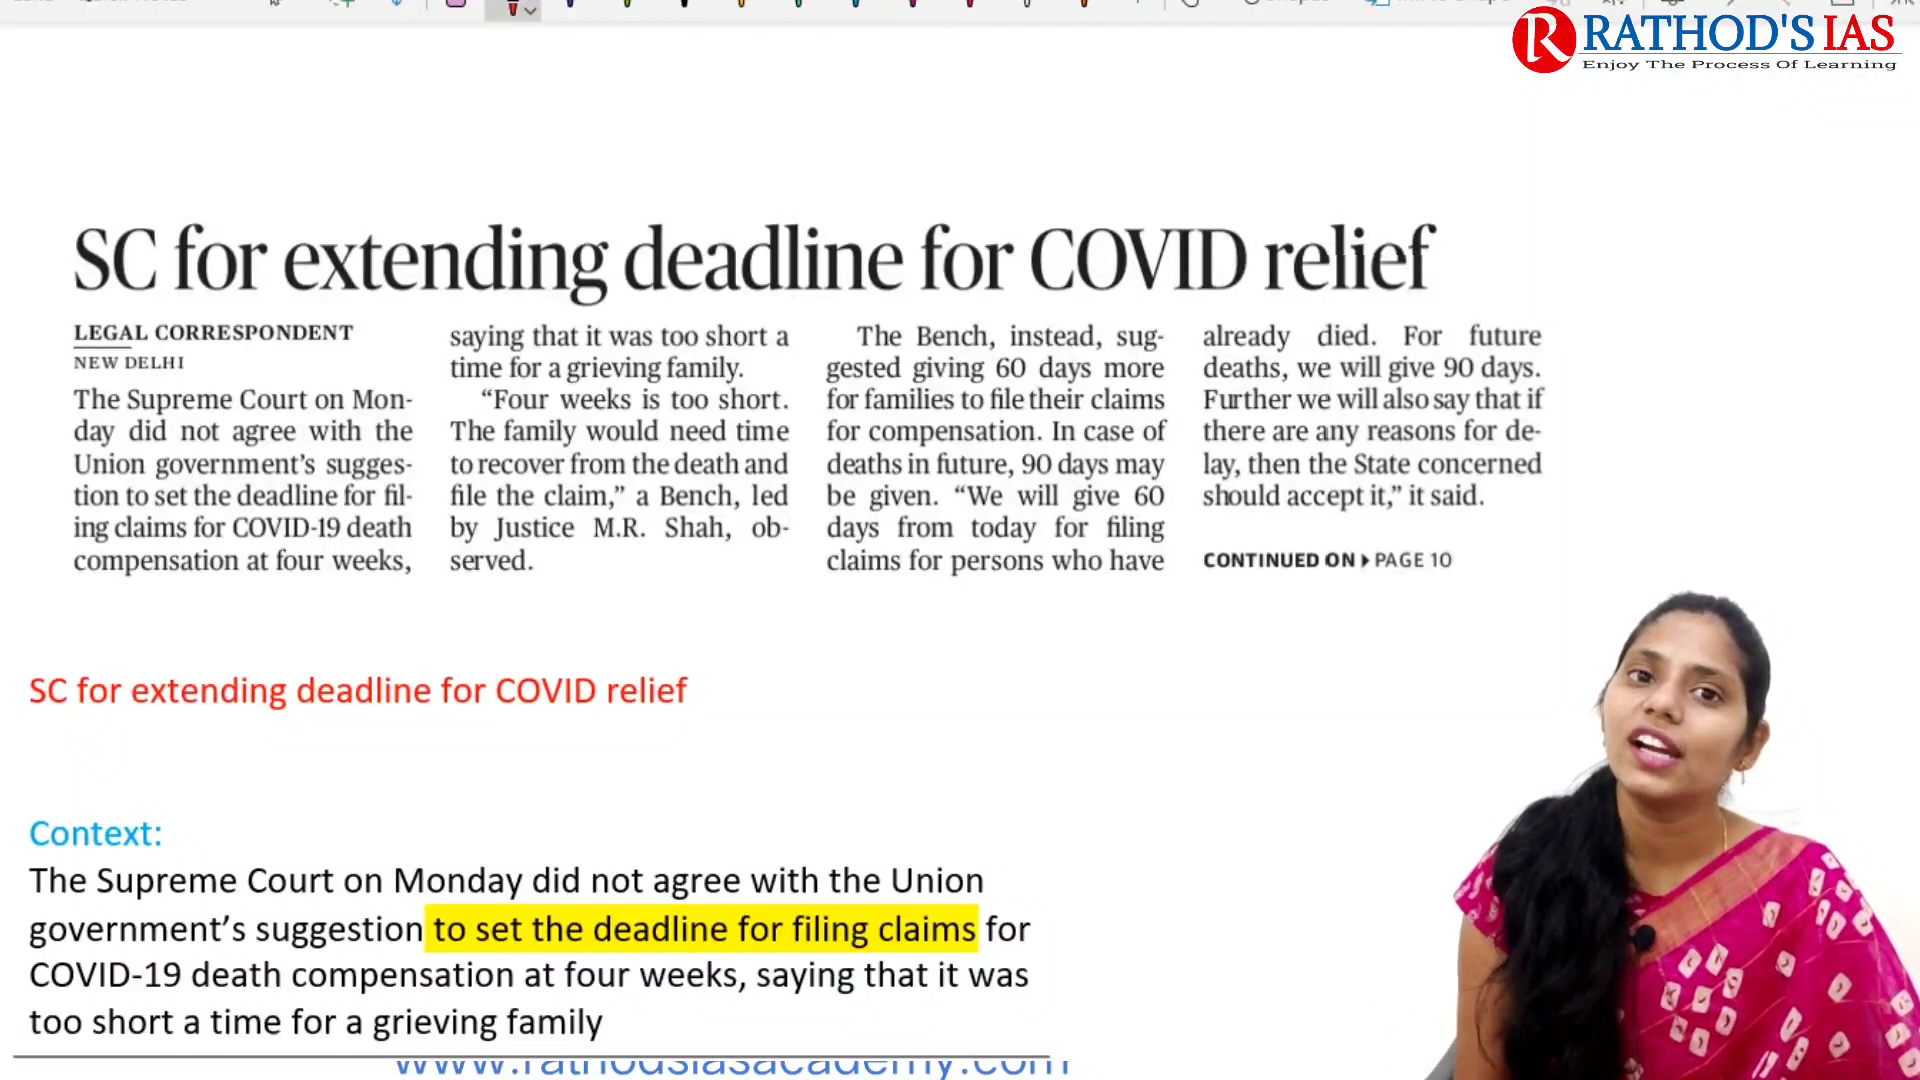 RATHOD'S IAS
Enjoy The Process Of Learning
SC for extending deadline for COVID relief
LEGAL CORRESPONDENT
NEW DELHI
The Supreme Court on Mon-
day did not agree with the
Union government’s sugges-
tion to set the deadline for fil-
ing claims for COVID-19 death
compensation at four weeks,
saying that it was too short a
time for a grieving family.
“Four weeks is too short.
The family would need time
to recover from the death and
file the claim,” a Bench, led
by Justice M.R. Shah, ob-
served.
The Bench, instead, sug-
gested giving 60 days more
for families to file their claims
for compensation. In case of
deaths in future, 90 days may
be given. “We will give 60
days from today for filing
claims for persons who have
already died. For future
deaths, we will give 90 days.
Further we will also say that if
there are any reasons for de-
lay, then the State concerned
should accept it,” it said.
CONTINUED ON PAGE 10
SC for extending deadline for COVID relief
Context:
The Supreme Court on Monday did not agree with the Union
government’s suggestion to set the deadline for filing claims for
COVID-19 death compensation at four weeks, saying that it was
too short a time for a grieving family
www.rathodsiasacademy.com